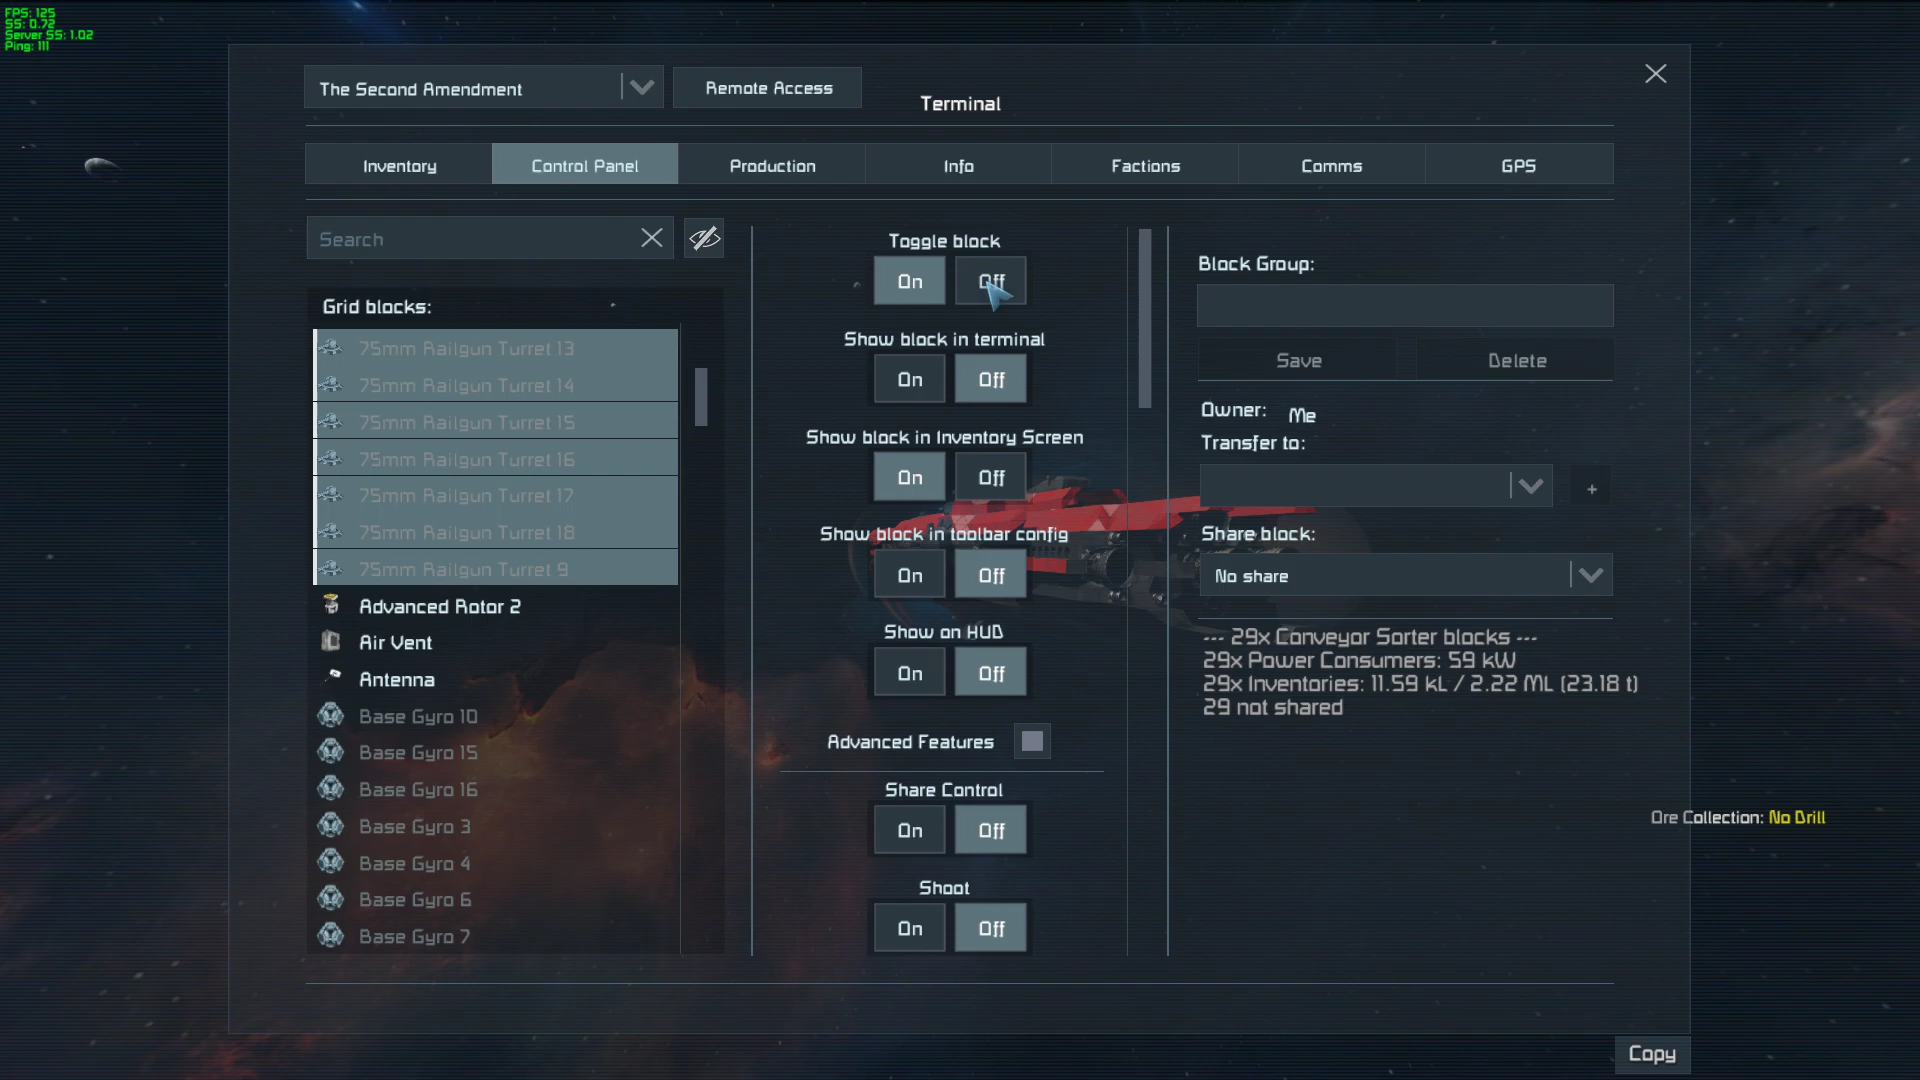 FPS: 125
SS: 0.72
Server SS: 1.02
Ping: 111
The Second Amendment
Remote Access
Terminal
Inventory
Control Panel
Production
Info
Factions
Comms
GPS
Search
Grid blocks:
75mm Railgun Turret 13
75mm Railgun Turret 14
75mm Railgun Turret 15
75mm Railgun Turret 16
75mm Railgun Turret 17
75mm Railgun Turret 18
75mm Railgun Turret 9
Advanced Rotor 2
Air Vent
Antenna
Base Gyro 10
Base Gyro 15
Base Gyro 16
Base Gyro 3
Base Gyro 4
Base Gyro 6
Base Gyro 7
Toggle block
On Off
Show block in terminal
On Off
Show block in Inventory Screen
On Off
Show block in toolbar config
On Off
Show on HUD
On Off
Advanced Features
Share Control
On Off
Shoot
On Off
Block Group:
Save
Delete
Owner: Me
Transfer to:
+
Share block:
No share
--- 29x Conveyor Sorter blocks ---
29x Power Consumers: 59 kW
29x Inventories: 11.59 kL / 2.22 ML (23.18 t)
29 not shared
Ore Collection: No Drill
Copy